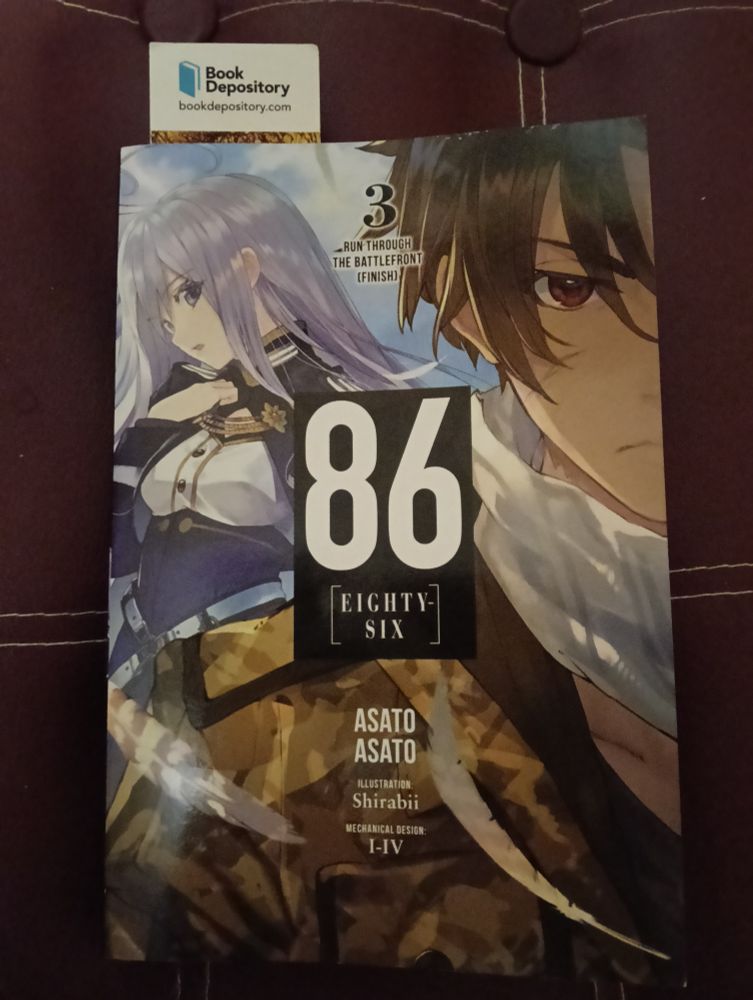 Book
Depository
bookdepository.com
3
RUN THROUGH
THE BATTLEFRONT
(FINISH)
86
[EIGHTY-
SIX]
ASATO
ASATO
ILLUSTRATION:
Shirabii
MECHANICAL DESIGN:
I-IV